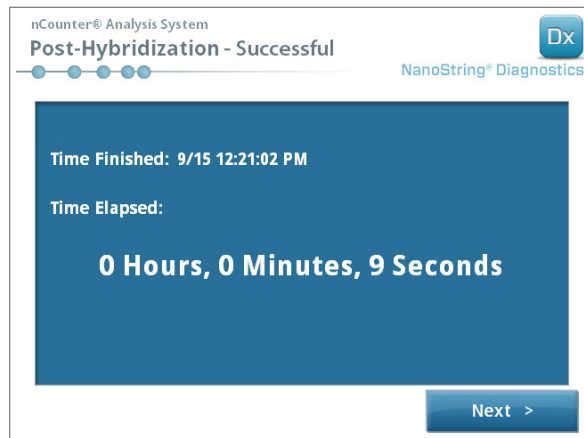 nCounter® Analysis System
Post-Hybridization - Successful
Dx
NanoString® Diagnostics
Time Finished: 9/15 12:21:02 PM
Time Elapsed:
0 Hours, 0 Minutes, 9 Seconds
Next >